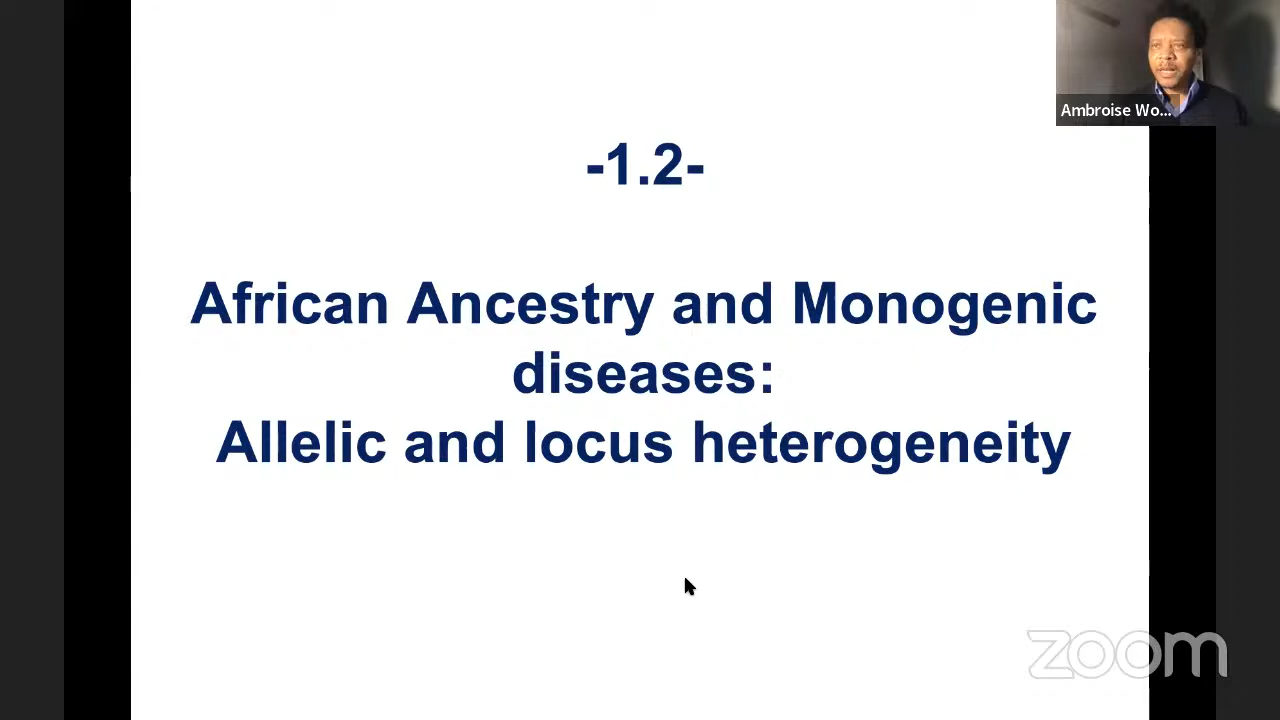 Ambroise Wo...
-1.2-
African Ancestry and Monogenic
diseases:
Allelic and locus heterogeneity
zoom